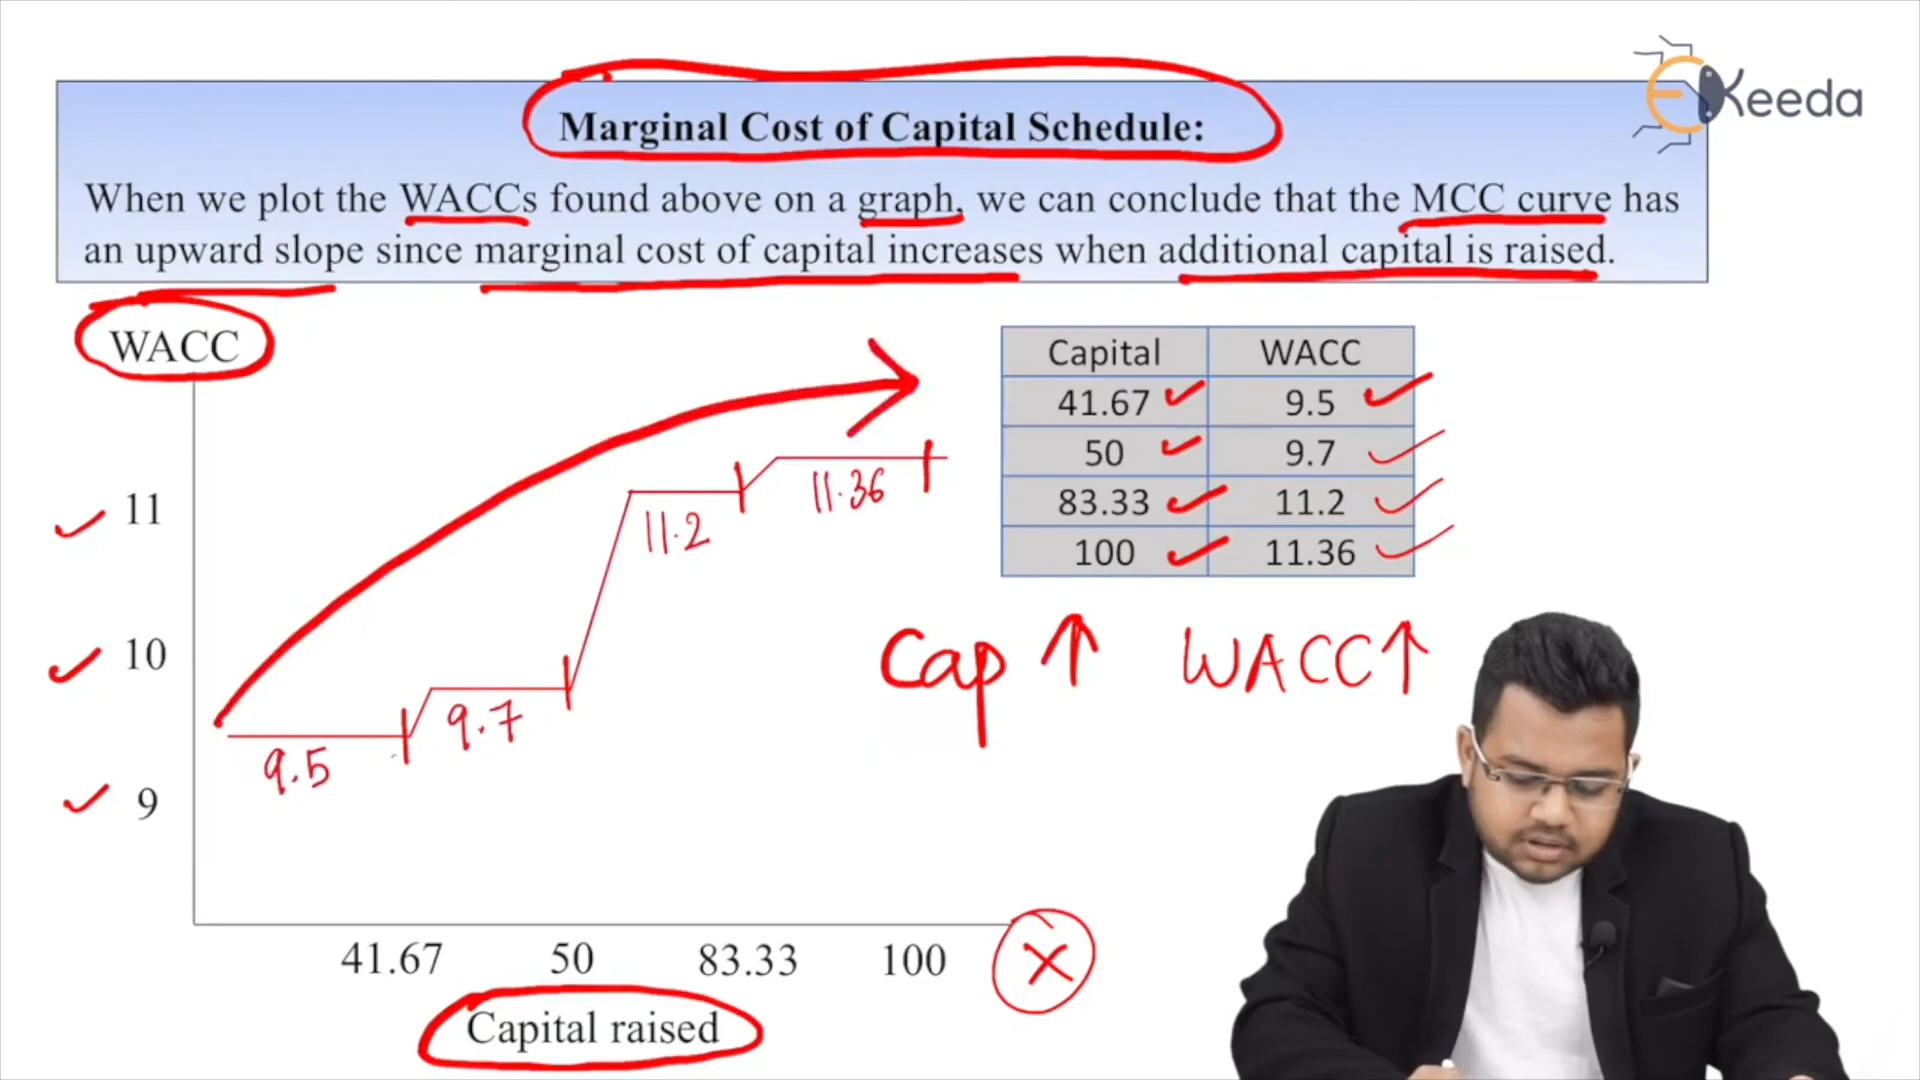 Keeda
Marginal Cost of Capital Schedule:
When we plot the WACCs found above on a graph, we can conclude that the MCC curve has
an upward slope since marginal cost of capital increases when additional capital is raised.
WACC
11
10
9
9.5
9.7
11.2
11.36
41.67 50 83.33 100 X
Capital raised
Capital WACC
41.67 9.5
50 9.7
83.33 11.2
100 11.36
Cap ↑ WACC ↑